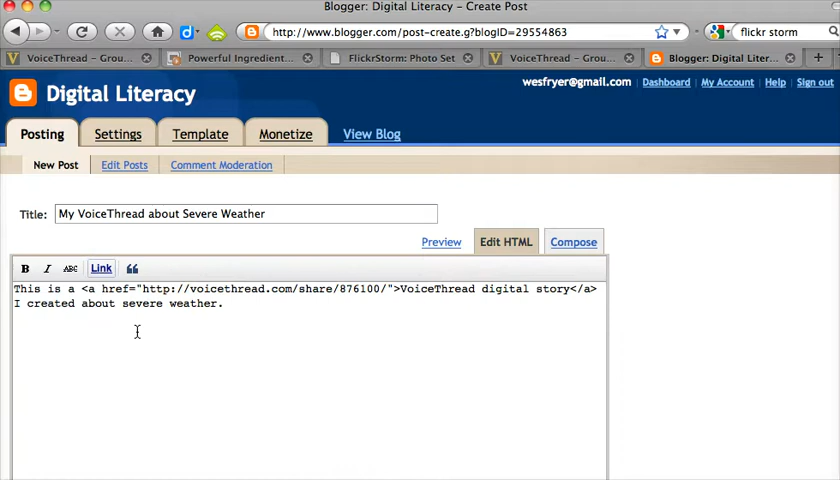 Blogger: Digital Literacy – Create Post
http://www.blogger.com/post-create.g?blogID=29554863
flickr storm
VoiceThread – Grou...
Powerful Ingredient...
FlickrStorm: Photo Set
VoiceThread – Group...
Blogger: Digital Liter...
wesfryer@gmail.com Dashboard My Account Help Sign out
Digital Literacy
Posting Settings Template Monetize View Blog
New Post Edit Posts Comment Moderation
Title: My VoiceThread about Severe Weather
Preview Edit HTML Compose
B I ABC Link
This is a <a href="http://voicethread.com/share/876100/">VoiceThread digital story</a>
I created about severe weather.